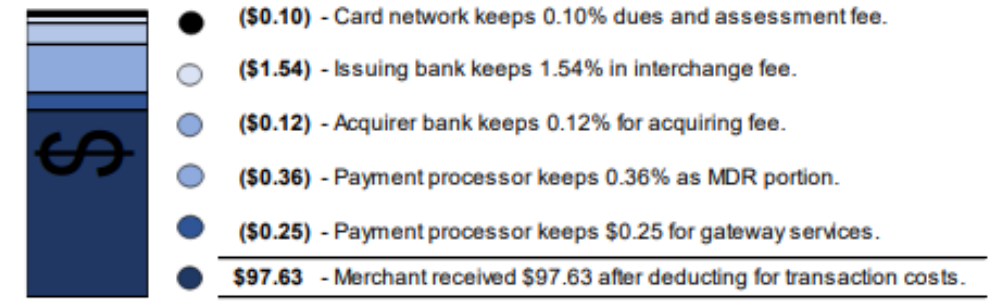 ($0.10) - Card network keeps 0.10% dues and assessment fee.
($1.54) - Issuing bank keeps 1.54% in interchange fee.
($0.12) - Acquirer bank keeps 0.12% for acquiring fee.
($0.36) - Payment processor keeps 0.36% as MDR portion.
$
($0.25) - Payment processor keeps $0.25 for gateway services.
$97.63 - Merchant received $97.63 after deducting for transaction costs.